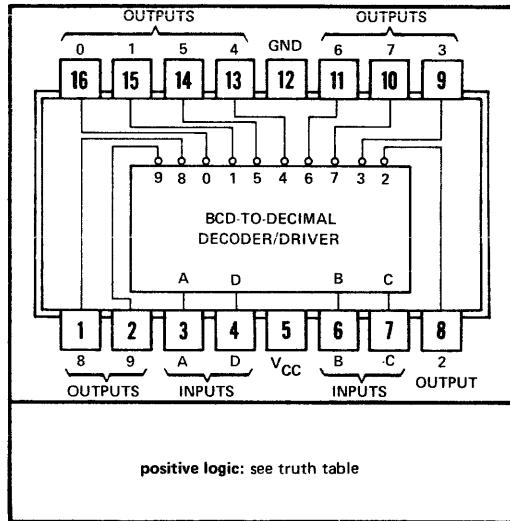 OUTPUTS OUTPUTS
0 1 5 4 GND 6 7 3
16 15 14 13 12 11 10 9
9 8 0 1 5 4 6 7 3 2
BCD-TO-DECIMAL
DECODER/DRIVER
A D B C
1 2 3 4 5 6 7 8
8 9 A D VCC B C 2
OUTPUTS INPUTS INPUTS OUTPUT
positive logic: see truth table